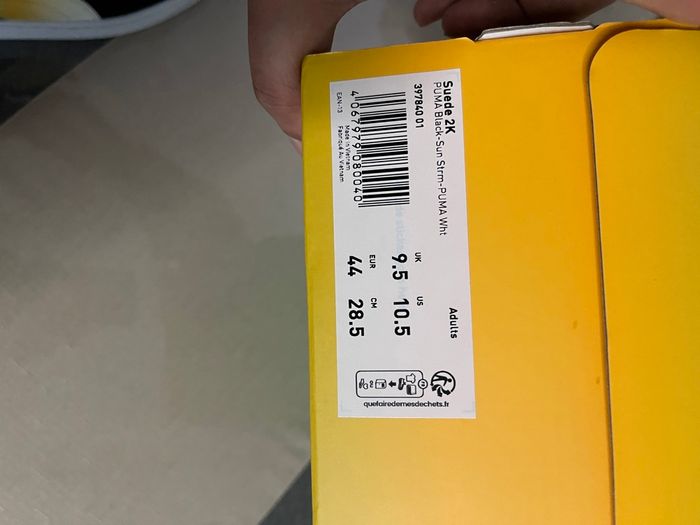 Suede 2K
PUMA Black-Sun Strm-PUMA Wht
397840 01
4 067979 080040
EAN-13
Made in Vietnam
Fabriqué Au Vietnam
Adults
UK
9.5
US
10.5
EUR
44
CM
28.5
quefairedemesdechets.fr